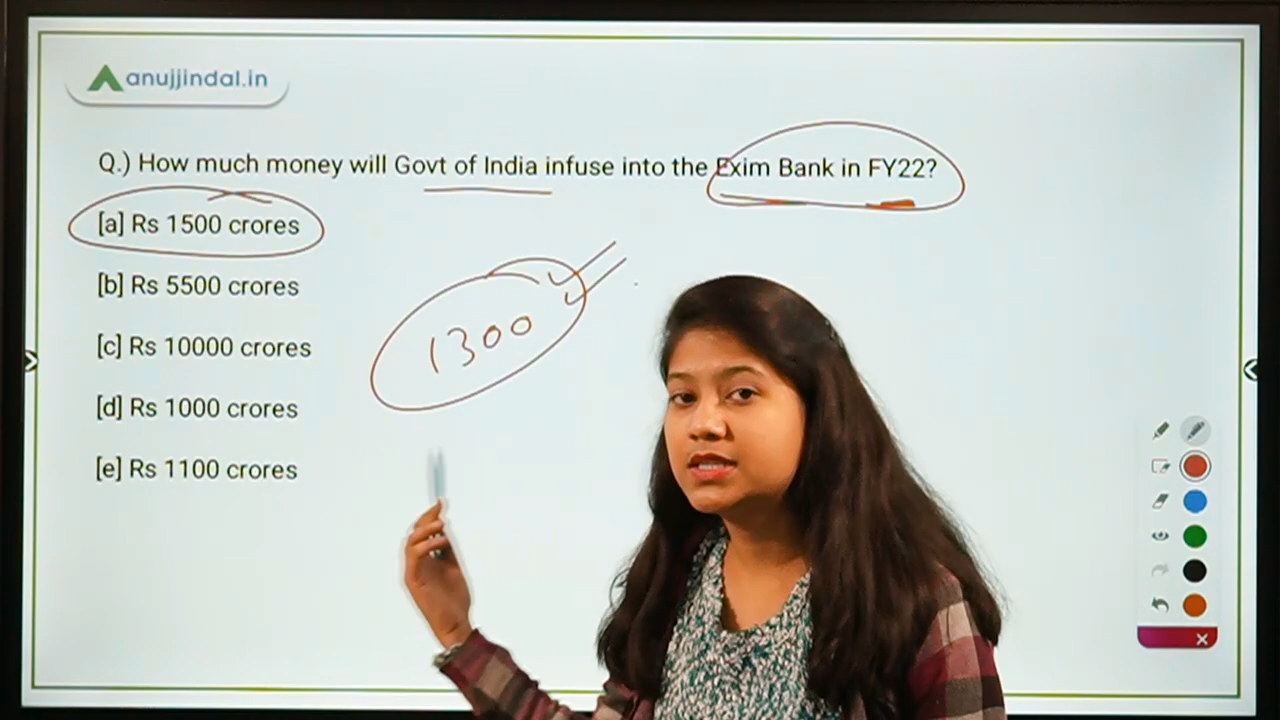 anujjindal.in
Q.) How much money will Govt of India infuse into the Exim Bank in FY22?
[a] Rs 1500 crores
[b] Rs 5500 crores
1300
[c] Rs 10000 crores
[d] Rs 1000 crores
[e] Rs 1100 crores